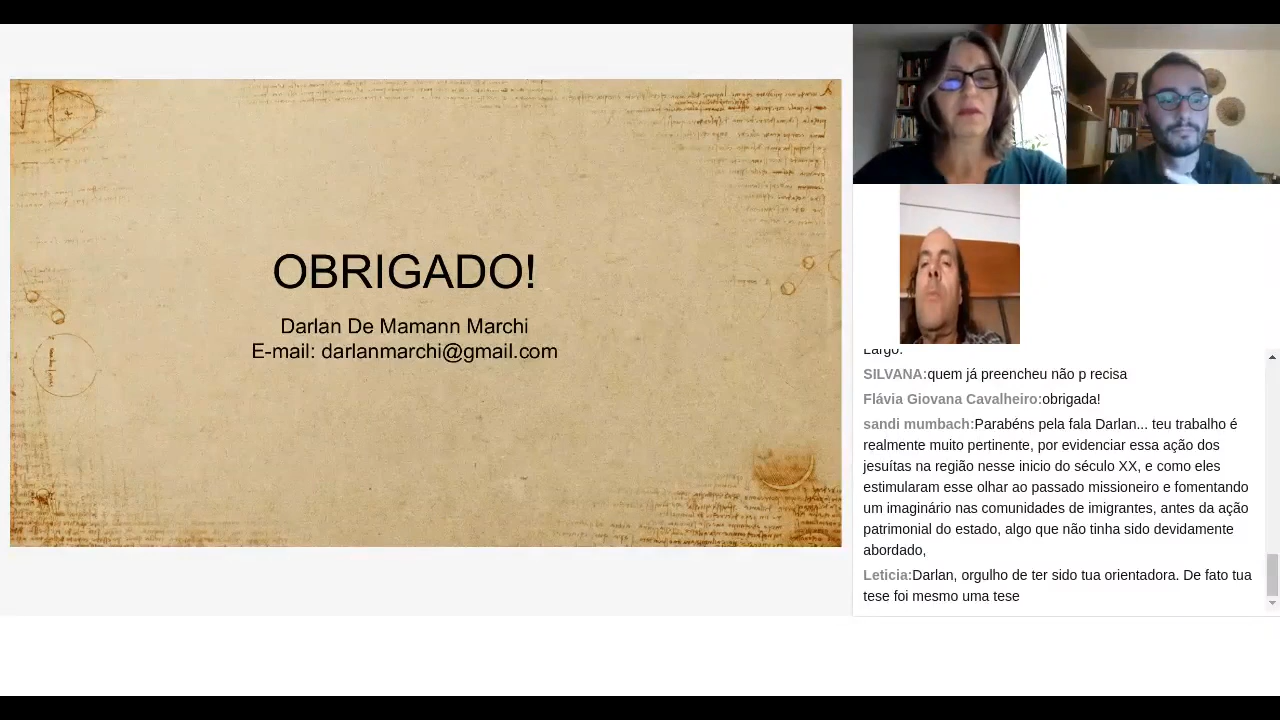 OBRIGADO!
Darlan De Mamann Marchi
E-mail: darlanmarchi@gmail.com
Largo.
SILVANA:quem já preencheu não p recisa
Flávia Giovana Cavalheiro:obrigada!
sandi mumbach:Parabéns pela fala Darlan... teu trabalho é
realmente muito pertinente, por evidenciar essa ação dos
jesuítas na região nesse inicio do século XX, e como eles
estimularam esse olhar ao passado missioneiro e fomentando
um imaginário nas comunidades de imigrantes, antes da ação
patrimonial do estado, algo que não tinha sido devidamente
abordado,
Leticia:Darlan, orgulho de ter sido tua orientadora. De fato tua
tese foi mesmo uma tese